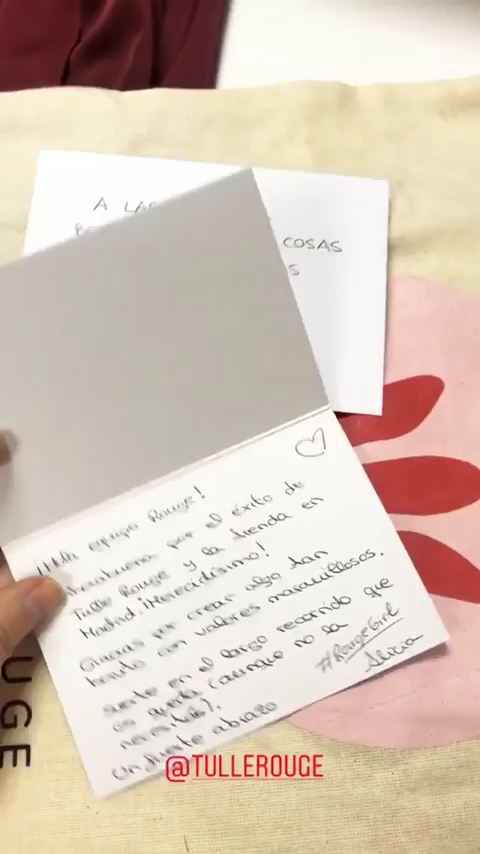 A LA
COSAS
S
¡Hola equipo Rouge!
Enhorabuena por el éxito de
Tulle Rouge y la tienda en
Madrid ¡Merecidísimo!
Gracias por crear algo tan
bonito con valores maravillosos.
Suerte en el largo recorrido que
os queda (aunque no la
necesitáis).
Un fuerte abrazo
#RougeGirl
Alicia
UGE
@TULLEROUGE